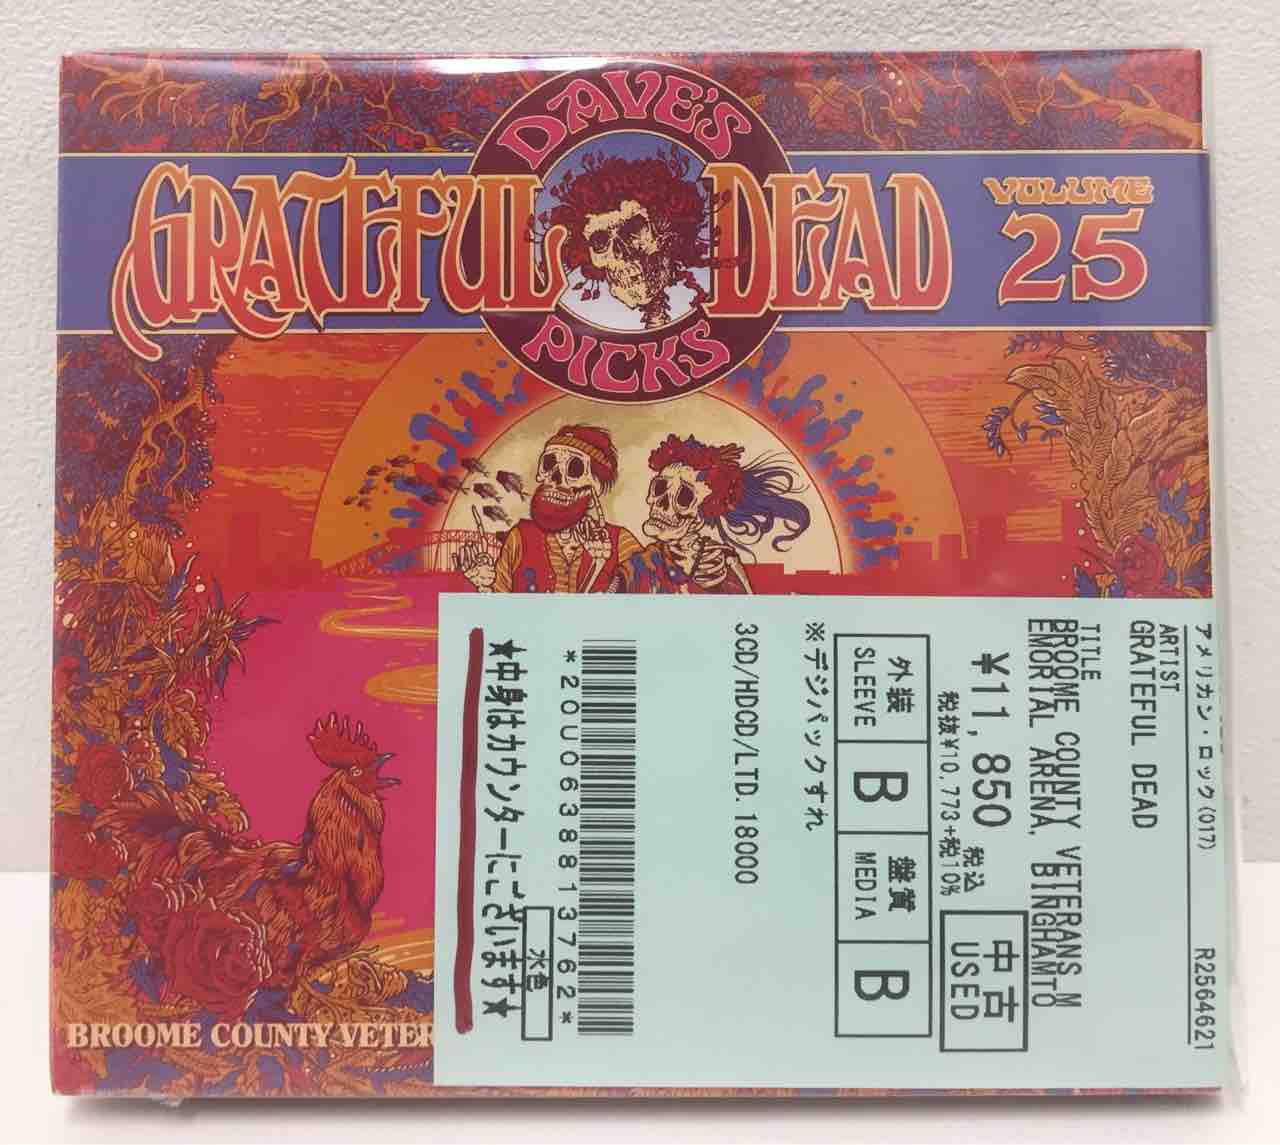 DAVE'S
GRATEFUL DEAD
VOLUME
25
PICKS
BROOME COUNTY VETER
アメリカン・ロック(017) R2564621
ARTIST
GRATEFUL DEAD
TITLE
BROOME COUNTY VETERANS M
EMORIAL ARENA, BINGHAMTO
¥11,850 税込
税抜¥10,773+税10%
中古
USED
外装 B 盤質 B
SLEEVE MEDIA
※デジパックすれ
3CD/HDCD/LTD.18000
*20U0638813762*
水色
★中身はカウンターにございます★